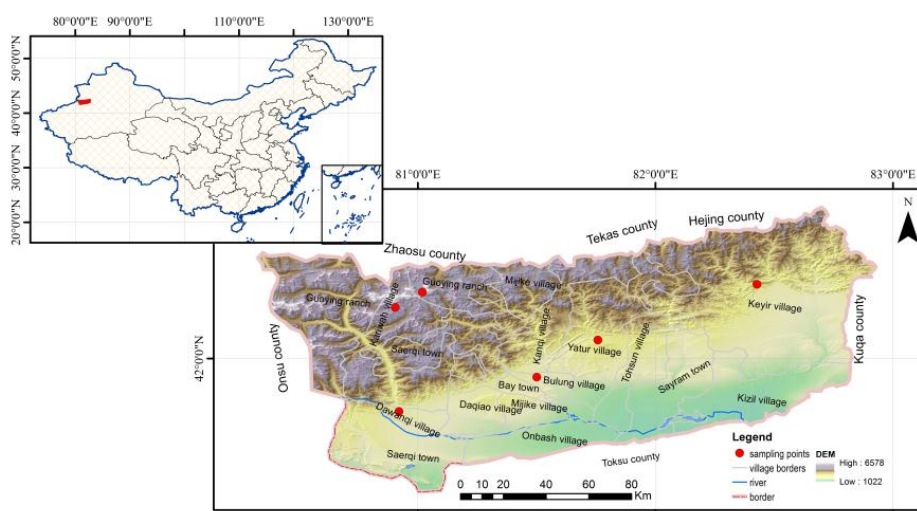 80°0'0"E 90°0'0"E 110°0'0"E 130°0'0"E
50°0'0"N
40°0'0"N
30°0'0"N
20°0'0"N
81°0'0"E 82°0'0"E 83°0'0"E
N
42°0'0"N
Zhaosu county
Tekas county
Hejing county
Onsu county
Kuqa county
Toksu county
Guoying ranch
Guoying ranch
Mijike village
Keyir village
Saerqi town
Kanqi village
Yatur village
Tohsun village
Sayram town
Bay town
Bulung village
Kizil village
Dawanqi village
Daqiao village
Mijike village
Onbash village
Saerqi town
Legend
sampling points
village borders
river
border
DEM
High : 6578
Low : 1022
0 10 20 40 60 80
Km